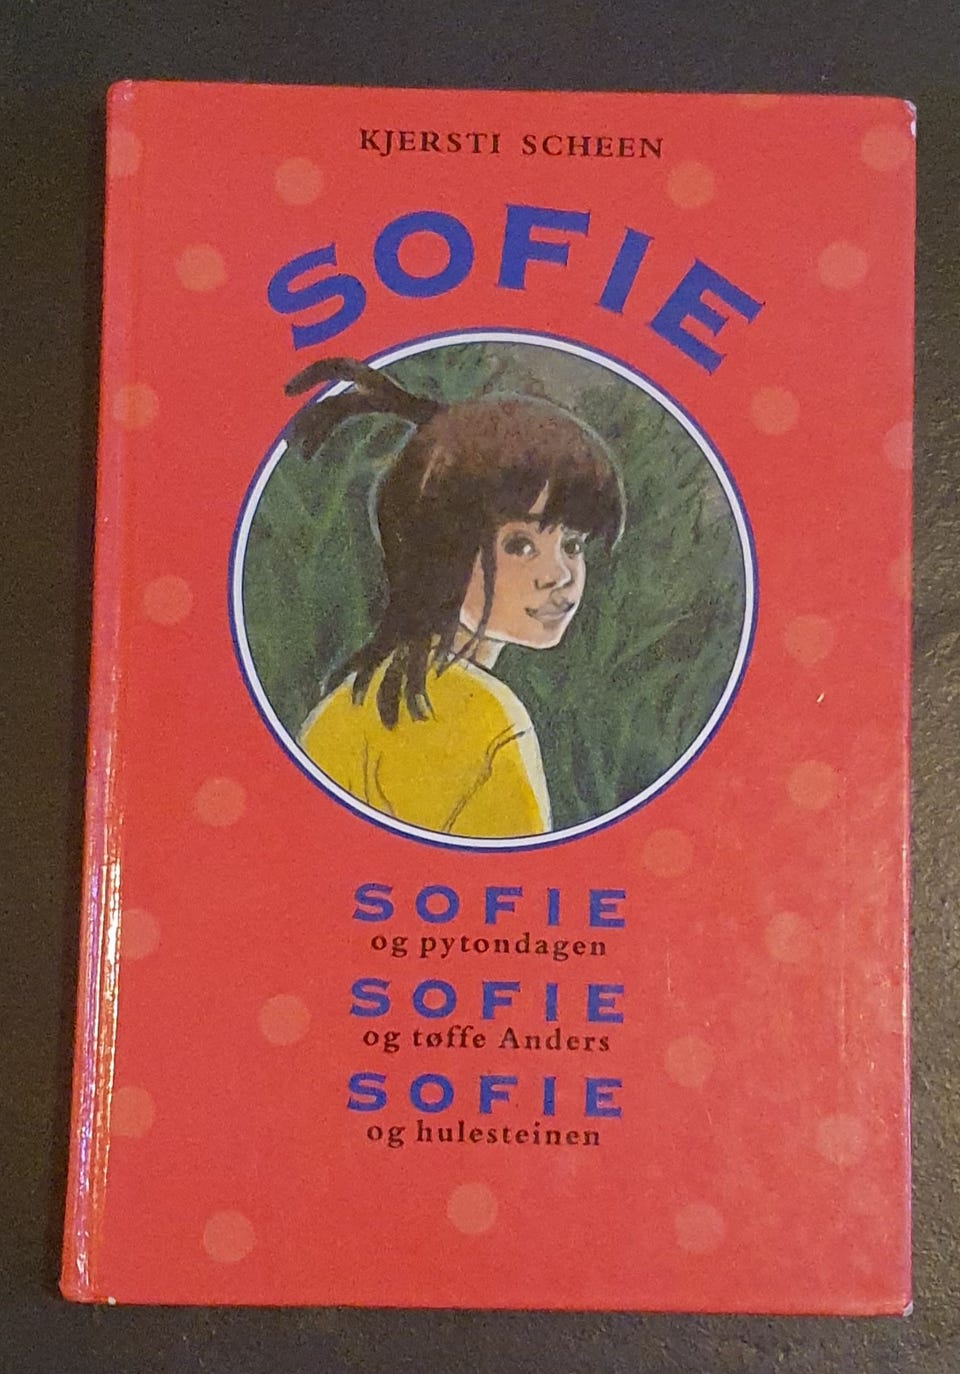 KJERSTI SCHEEN
SOFIE
SOFIE
og pytondagen
SOFIE
og tøffe Anders
SOFIE
og hulesteinen